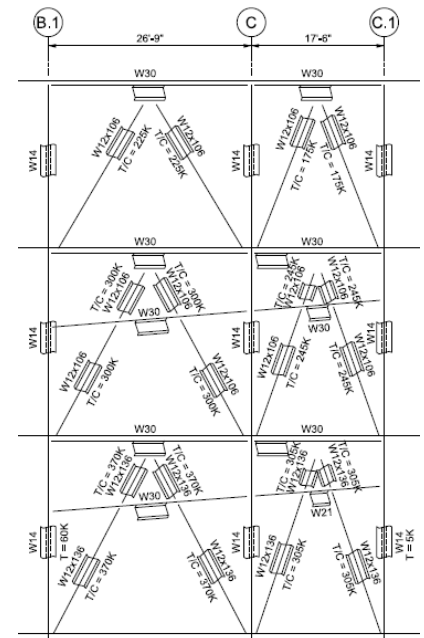 B.1
C
C.1
26'-9"
17'-6"
W30
W30
W14
W12x106
T/C = 225K
W12x106
T/C = 225K
W14
W12x106
T/C = 175K
W12x106
T/C = 175K
W14
W30
W30
T/C = 300K
W12x106
T/C = 300K
W12x106
W30
T/C = 245K
W12x106
T/C = 245K
W12x106
W30
W14
W12x106
T/C = 300K
W12x106
T/C = 300K
W14
W12x106
T/C = 245K
W12x106
T/C = 245K
W14
W30
W30
T/C = 370K
W12x136
T/C = 370K
W12x136
W30
T/C = 305K
W12x136
T/C = 305K
W12x136
W21
W14
T = 60K
W12x136
T/C = 370K
W12x136
T/C = 370K
W14
W12x136
T/C = 305K
W12x136
T/C = 305K
W14
T = 5K